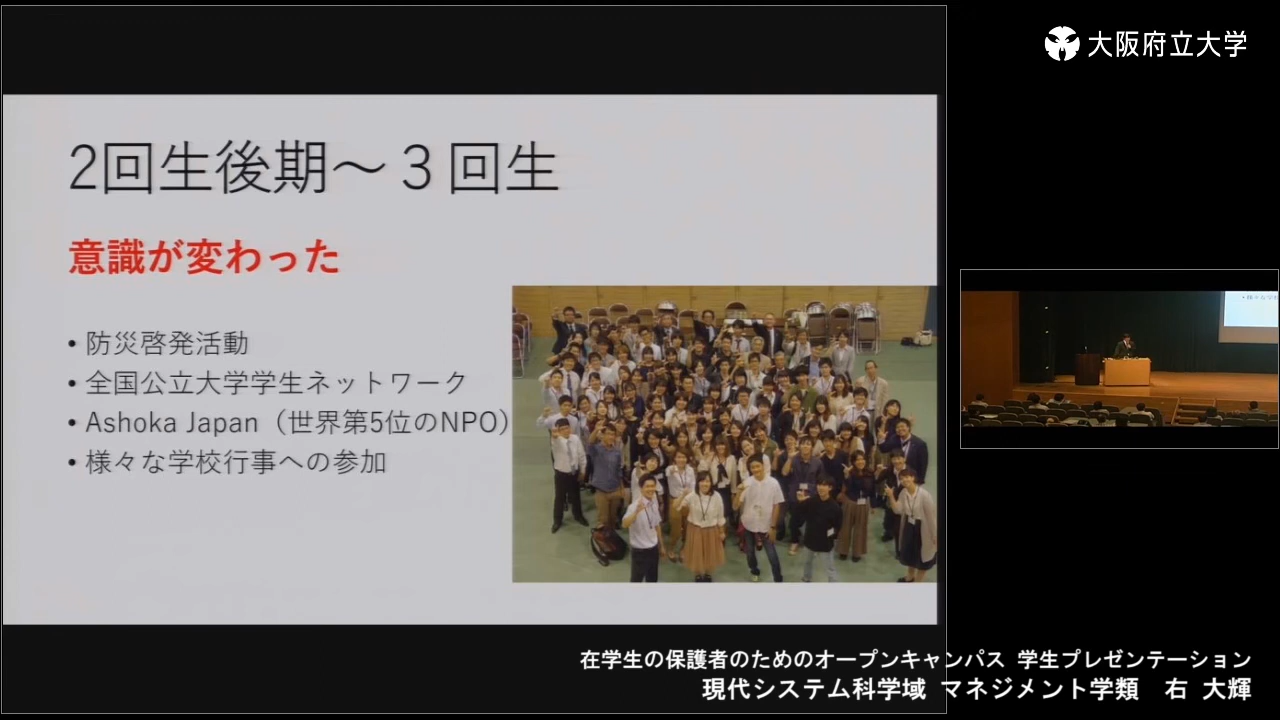 大阪府立大学
2回生後期～３回生
意識が変わった
• 防災啓発活動
• 全国公立大学学生ネットワーク
• Ashoka Japan（世界第5位のNPO）
• 様々な学校行事への参加
在学生の保護者のためのオープンキャンパス 学生プレゼンテーション
現代システム科学域 マネジメント学類　右 大輝